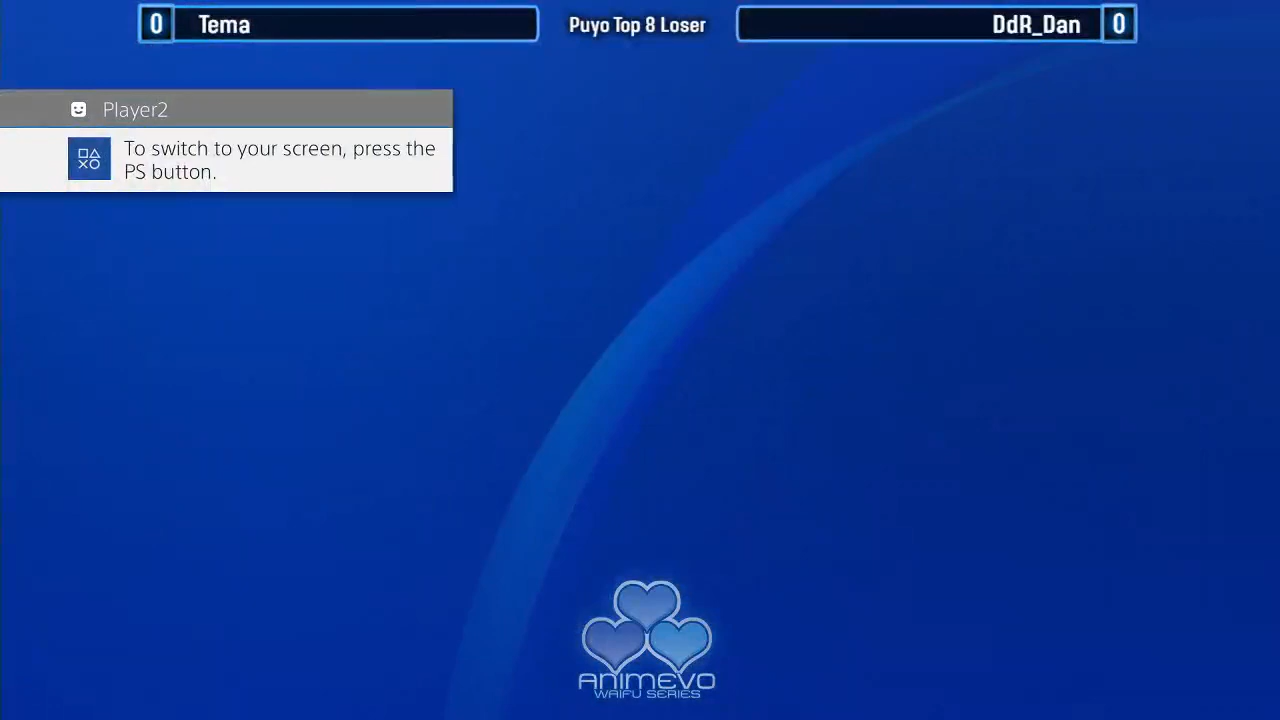 0 Tema Puyo Top 8 Loser DdR_Dan 0
Player2
To switch to your screen, press the
PS button.
ANIMEVO
WAIFU SERIES